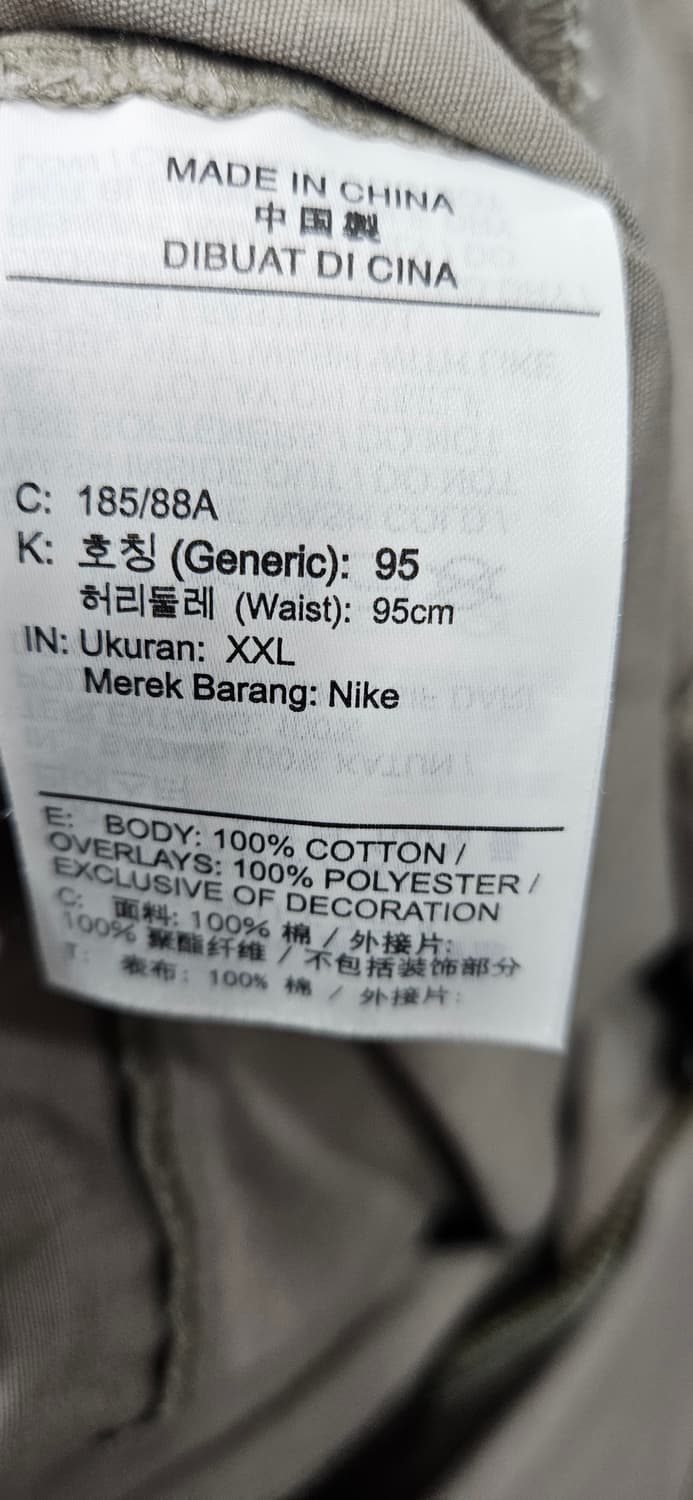 MADE IN CHINA
中国製
DIBUAT DI CINA
C: 185/88A
K: 호칭 (Generic): 95
허리둘레 (Waist): 95cm
IN: Ukuran: XXL
Merek Barang: Nike
E: BODY: 100% COTTON /
OVERLAYS: 100% POLYESTER /
EXCLUSIVE OF DECORATION
C: 面料: 100% 棉 / 外接片:
100% 聚酯纤维 / 不包括装饰部分
T: 表布: 100% 棉 / 外接片: